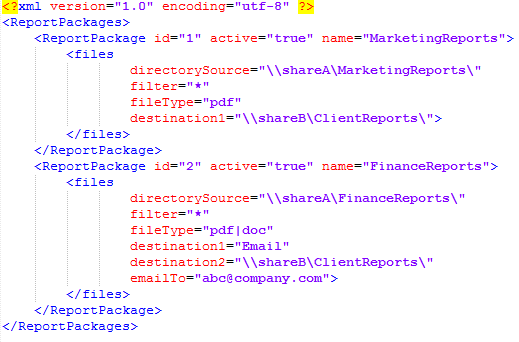 <?xml version="1.0" encoding="utf-8" ?>
<ReportPackages>
    <ReportPackage id="1" active="true" name="MarketingReports">
        <files
                directorySource="\\shareA\MarketingReports\"
                filter="*"
                fileType="pdf"
                destination1="\\shareB\ClientReports\">
        </files>
    </ReportPackage>
    <ReportPackage id="2" active="true" name="FinanceReports">
        <files
                directorySource="\\shareA\FinanceReports\"
                filter="*"
                fileType="pdf|doc"
                destination1="Email"
                destination2="\\shareB\ClientReports\"
                emailTo="abc@company.com">
        </files>
    </ReportPackage>
</ReportPackages>